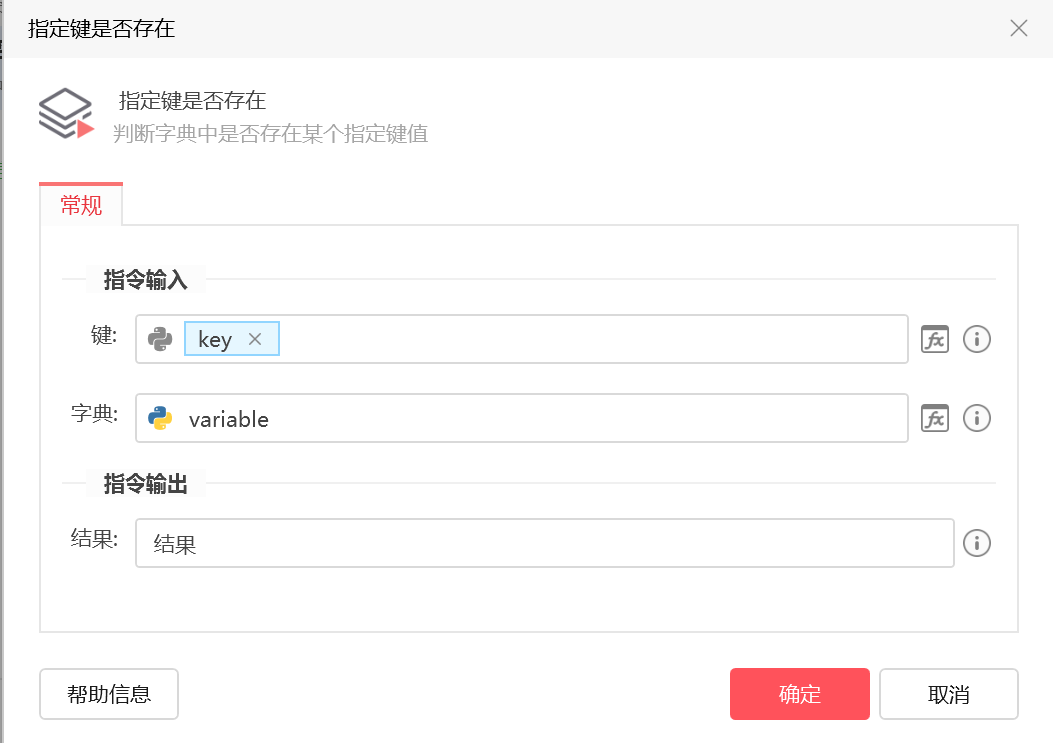 指定键是否存在
指定键是否存在
判断字典中是否存在某个指定键值
常规
指令输入
键: key
字典: variable
指令输出
结果: 结果
帮助信息 确定 取消